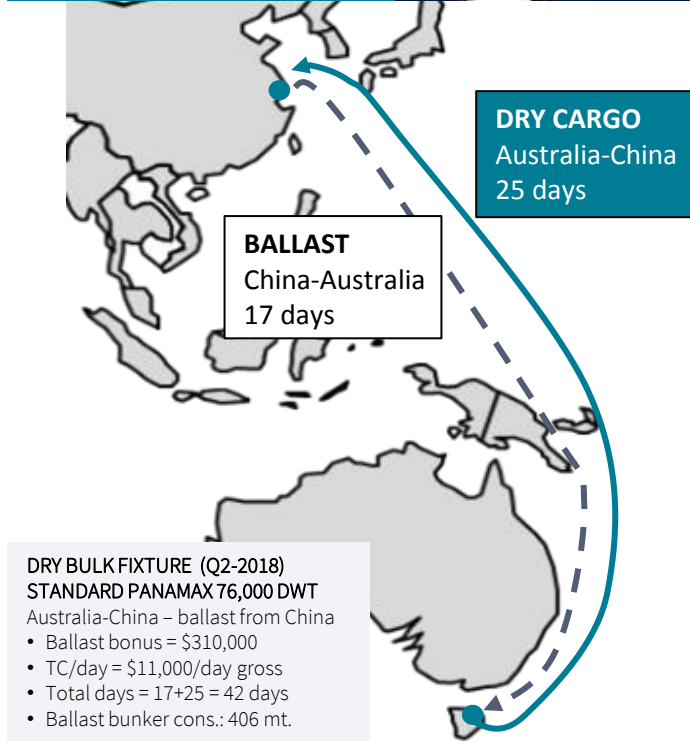 DRY CARGO
Australia-China
25 days
BALLAST
China-Australia
17 days
DRY BULK FIXTURE (Q2-2018)
STANDARD PANAMAX 76,000 DWT
Australia-China – ballast from China
• Ballast bonus = $310,000
• TC/day = $11,000/day gross
• Total days = 17+25 = 42 days
• Ballast bunker cons.: 406 mt.